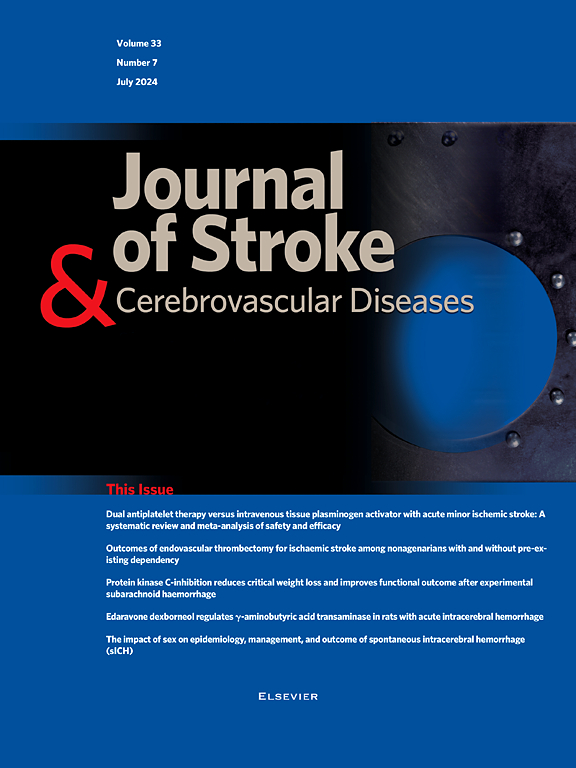 Volume 33
Number 7
July 2024
Journal
of Stroke
& Cerebrovascular Diseases
This Issue
Dual antiplatelet therapy versus intravenous tissue plasminogen activator with acute minor ischemic stroke: A
systematic review and meta-analysis of safety and efficacy
Outcomes of endovascular thrombectomy for ischaemic stroke among nonagenarians with and without pre-ex-
isting dependency
Protein kinase C-inhibition reduces critical weight loss and improves functional outcome after experimental
subarachnoid haemorrhage
Edaravone dexborneol regulates γ-aminobutyric acid transaminase in rats with acute intracerebral hemorrhage
The impact of sex on epidemiology, management, and outcome of spontaneous intracerebral hemorrhage
(sICH)
ELSEVIER